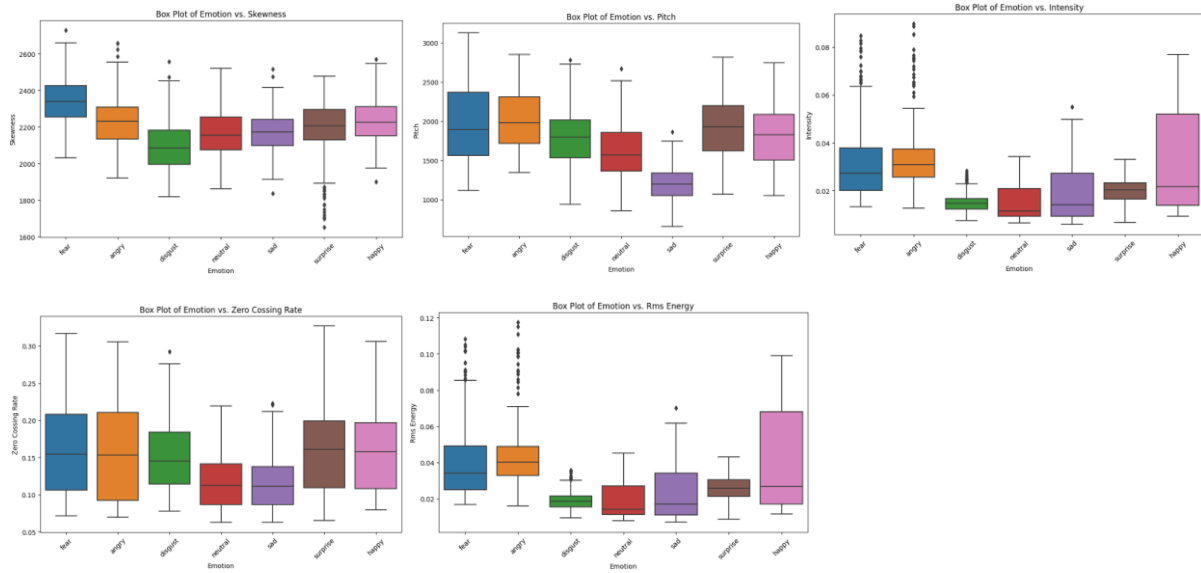 Box Plot of Emotion vs. Skewness
Skewness
2600
2400
2200
2000
1800
1600
fear
angry
disgust
neutral
sad
surprise
happy
Emotion
Box Plot of Emotion vs. Pitch
Pitch
3000
2500
2000
1500
1000
fear
angry
disgust
neutral
sad
surprise
happy
Emotion
Box Plot of Emotion vs. Intensity
Intensity
0.08
0.06
0.04
0.02
fear
angry
disgust
neutral
sad
surprise
happy
Emotion
Box Plot of Emotion vs. Zero Cossing Rate
Zero Cossing Rate
0.30
0.25
0.20
0.15
0.10
0.05
fear
angry
disgust
neutral
sad
surprise
happy
Emotion
Box Plot of Emotion vs. Rms Energy
Rms Energy
0.12
0.10
0.08
0.06
0.04
0.02
fear
angry
disgust
neutral
sad
surprise
happy
Emotion